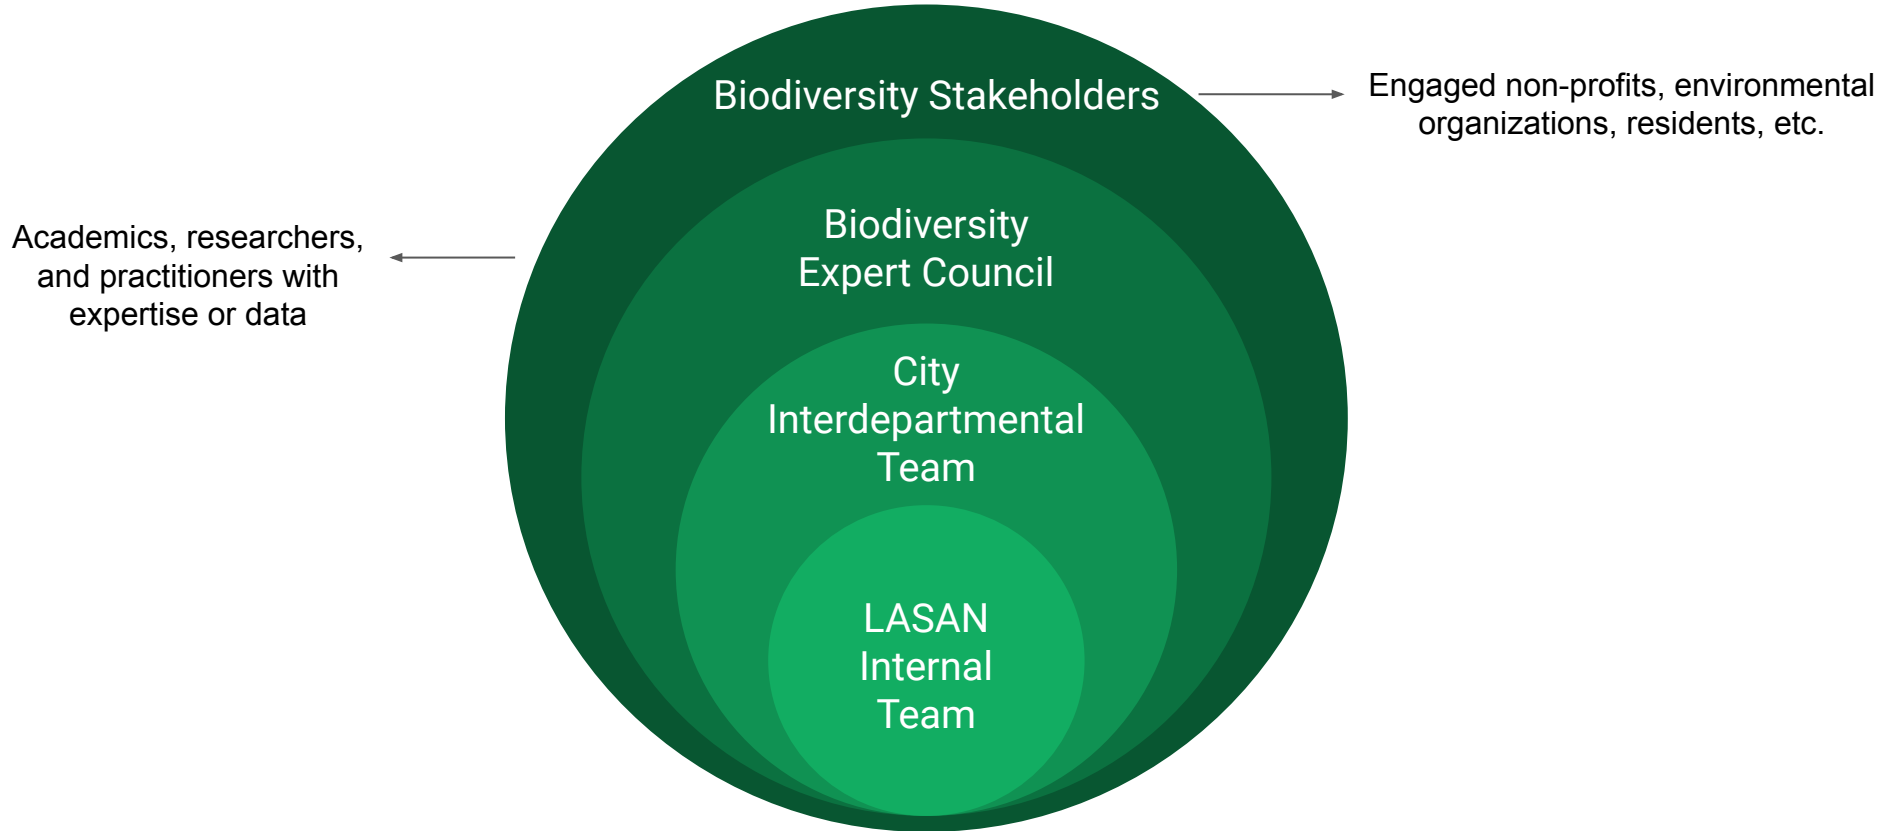 Biodiversity Stakeholders
Engaged non-profits, environmental
organizations, residents, etc.
Biodiversity
Expert Council
Academics, researchers,
and practitioners with
expertise or data
City
Interdepartmental
Team
LASAN
Internal
Team